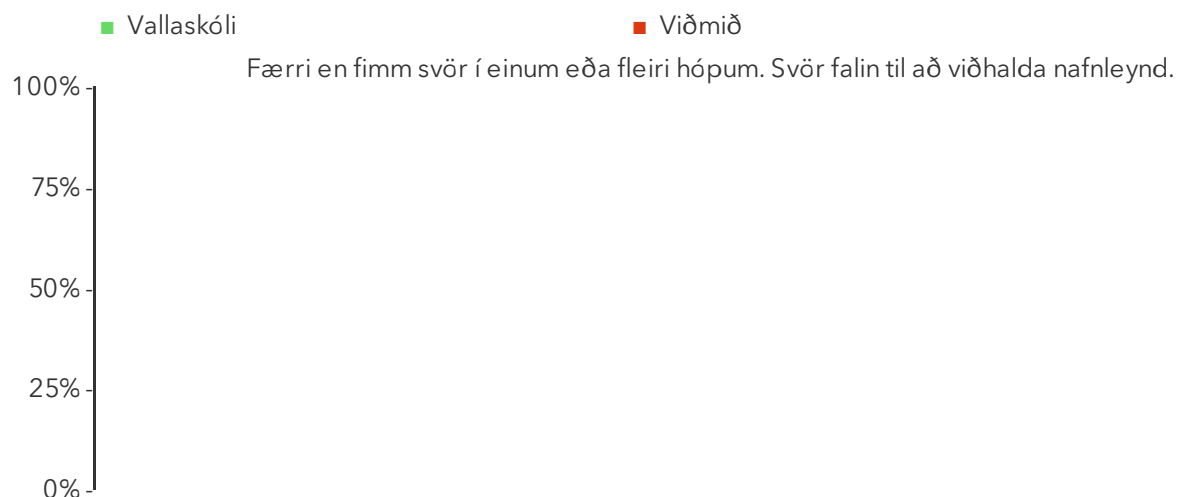 Vallaskóli
Viðmið
Færri en fimm svör í einum eða fleiri hópum. Svör falin til að viðhalda nafnleynd.
100%
75%
50%
25%
0%